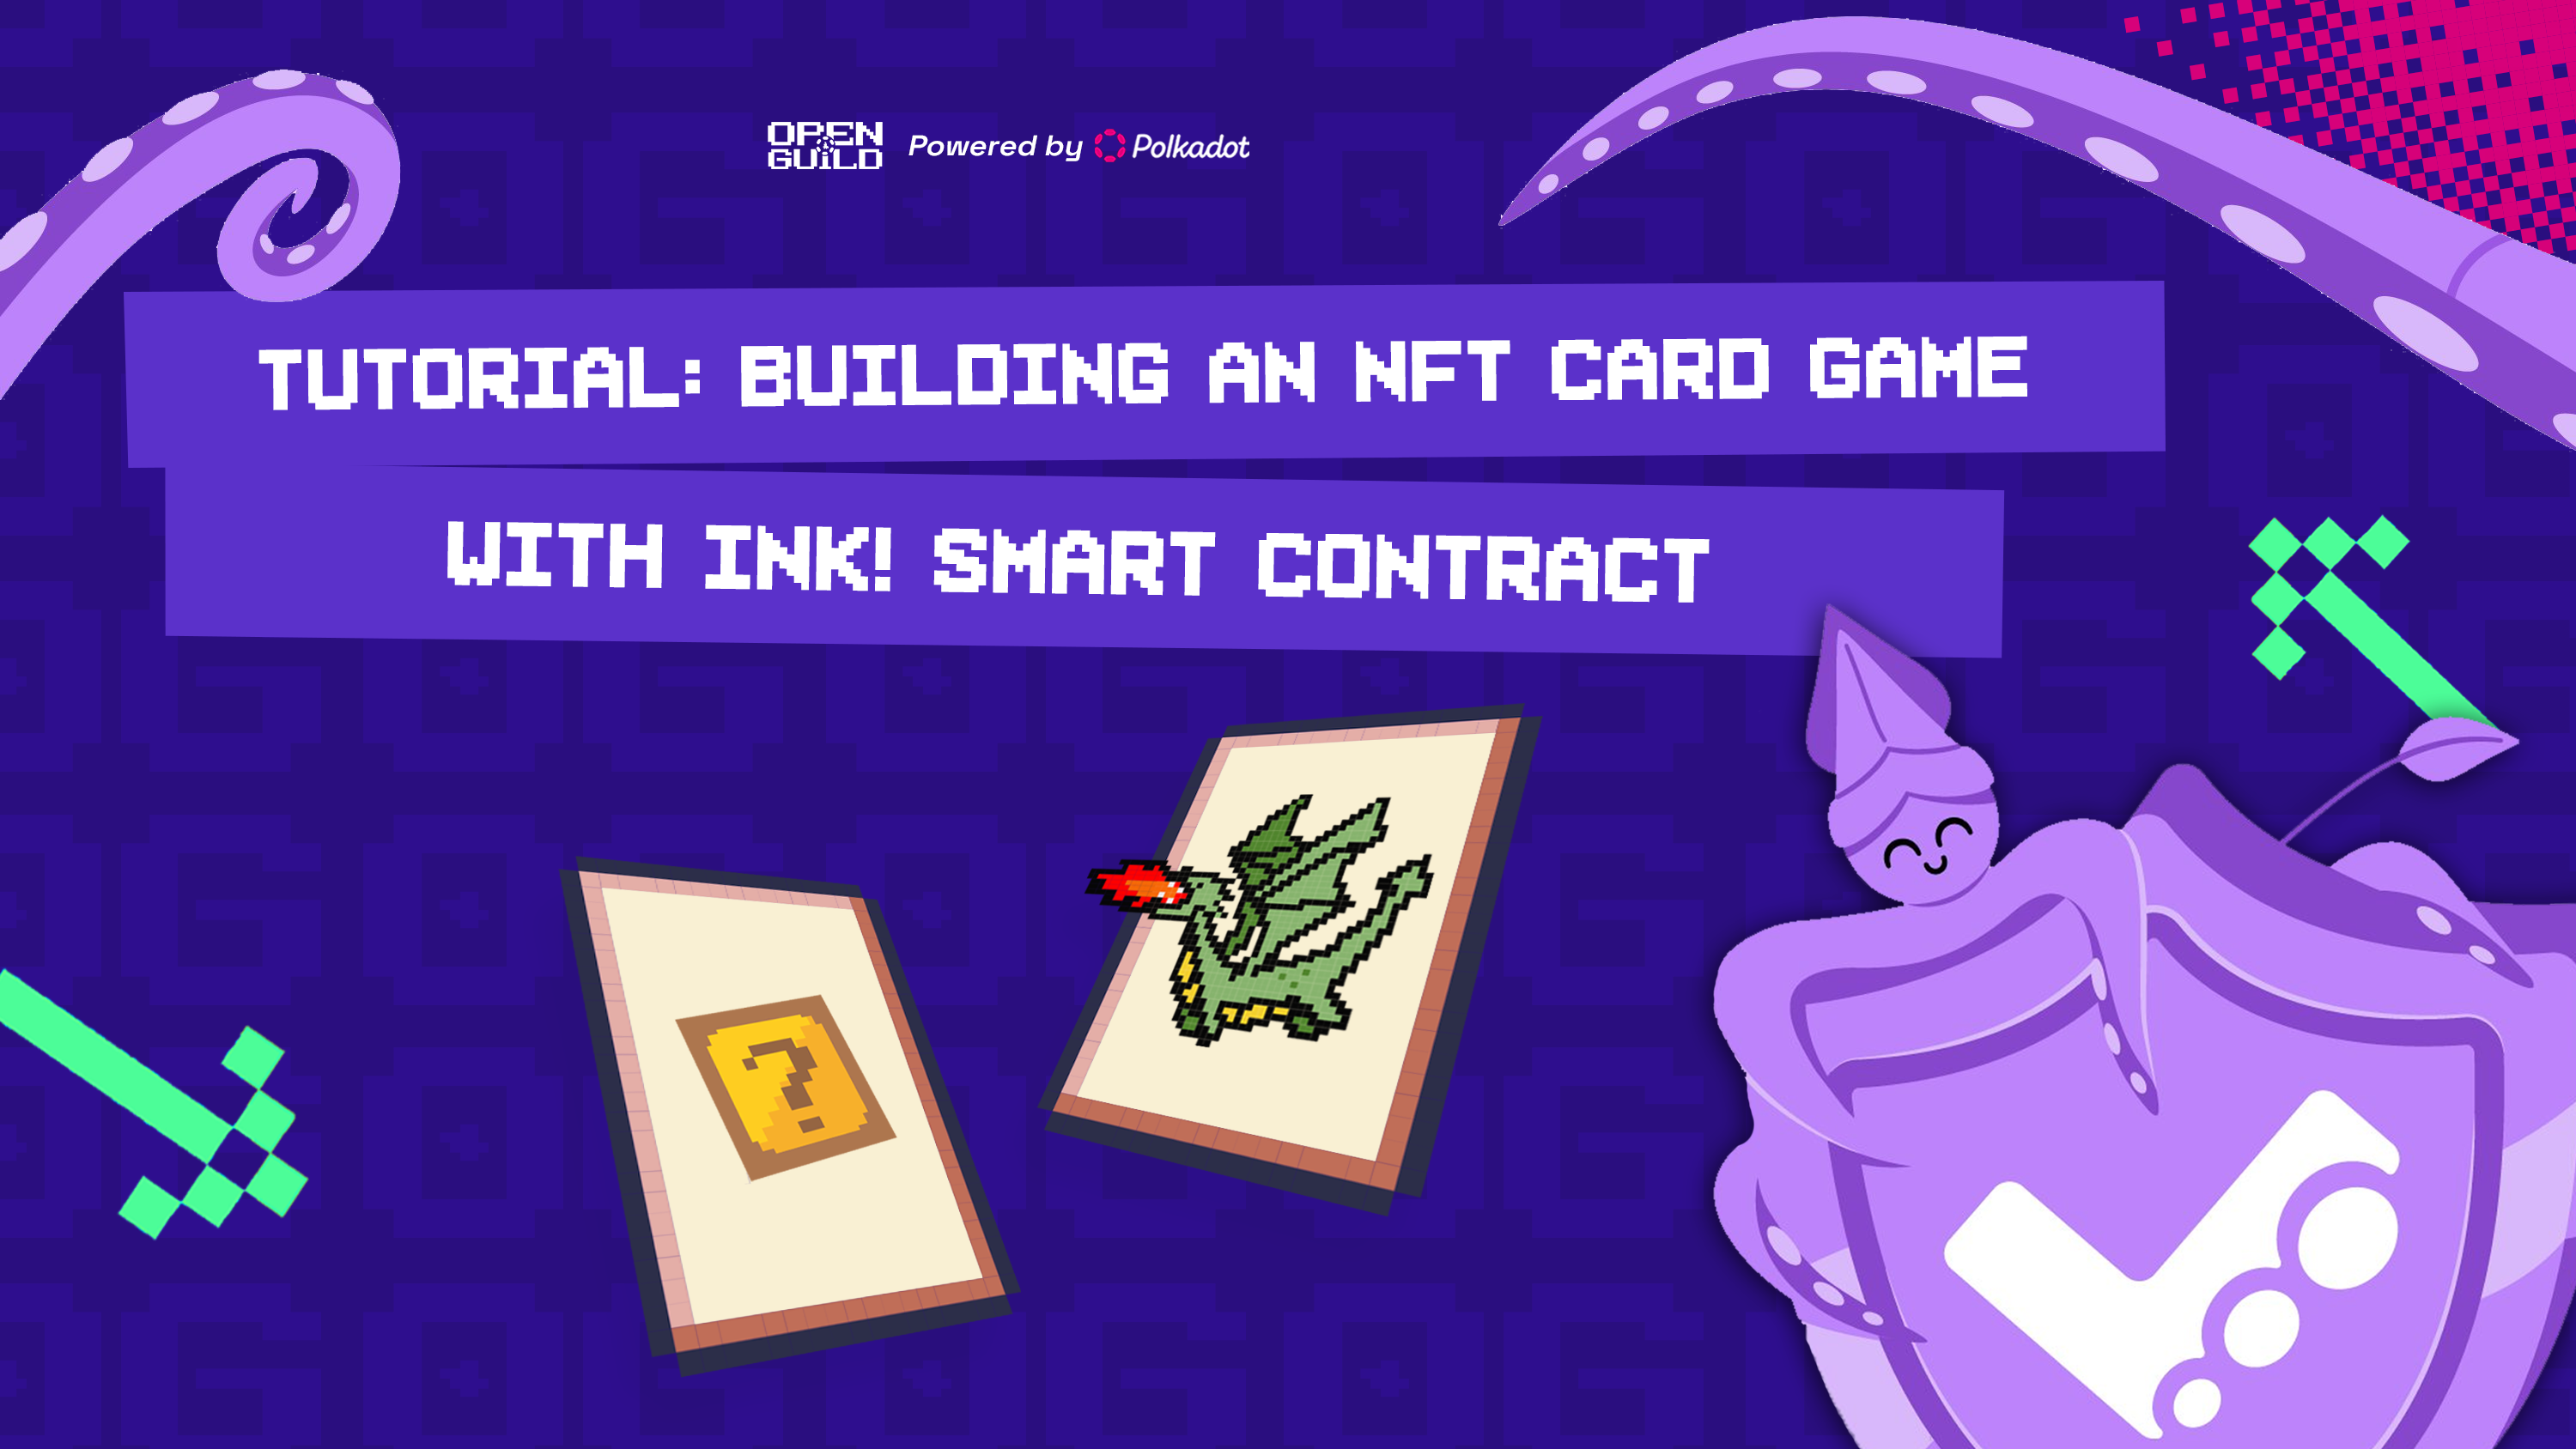 OPEN
GUILD
Powered by Polkadot
TUTORIAL: BUILDING AN NFT CARD GAME
WITH INK! SMART CONTRACT
?